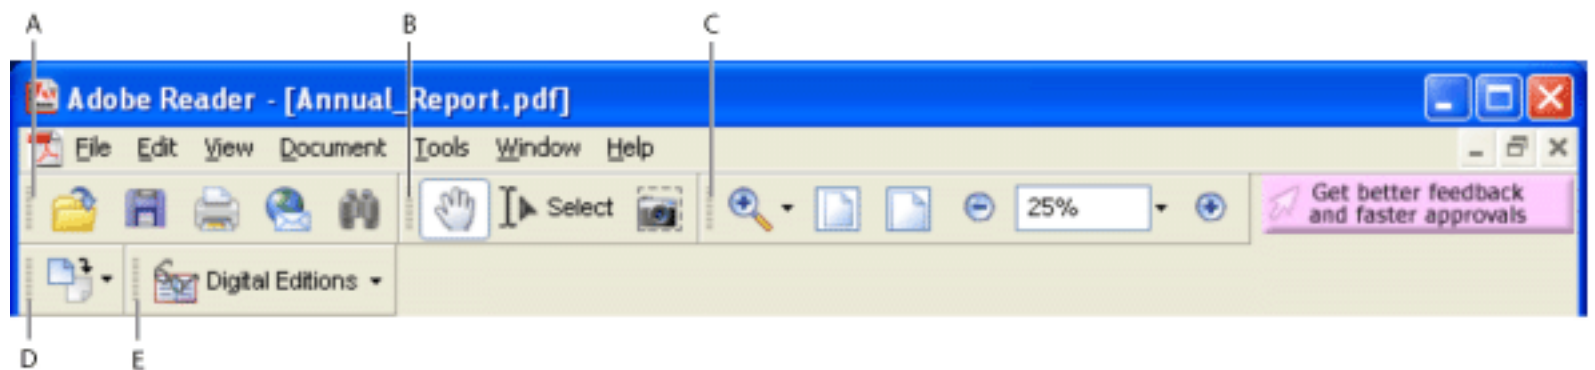 A B C
Adobe Reader - [Annual_Report.pdf]
File Edit View Document Tools Window Help
Select 25% Get better feedback
and faster approvals
Digital Editions
D E